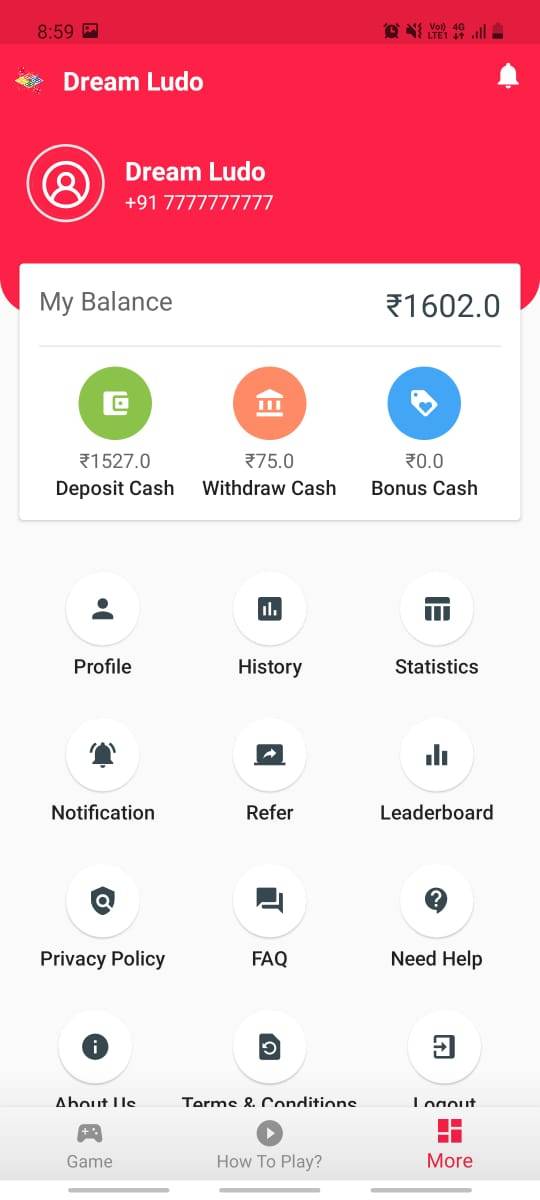 8:59 Vo) 4G LTE1
Dream Ludo
Dream Ludo
+91 7777777777
My Balance ₹1602.0
₹1527.0 ₹75.0 ₹0.0
Deposit Cash Withdraw Cash Bonus Cash
Profile History Statistics
Notification Refer Leaderboard
Privacy Policy FAQ Need Help
About Us Terms & Conditions Logout
Game How To Play? More